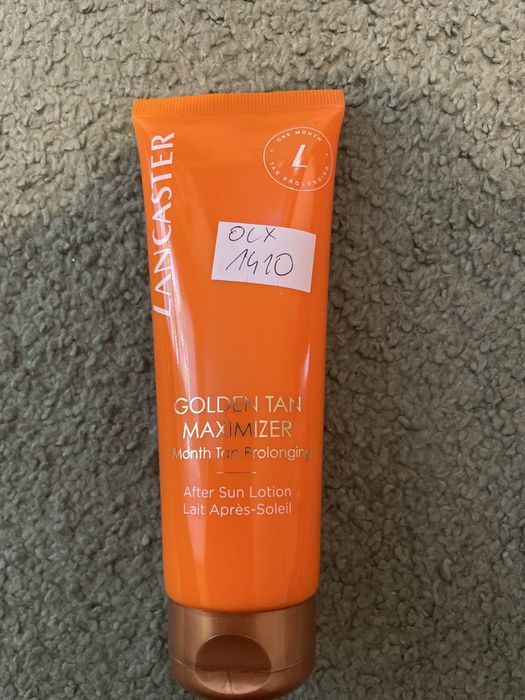 LANCASTER
ONE MONTH
L
TAN PROLONGING
OLX
1410
GOLDEN TAN
MAXIMIZER
Month Tan Prolonging
After Sun Lotion
Lait Après-Soleil